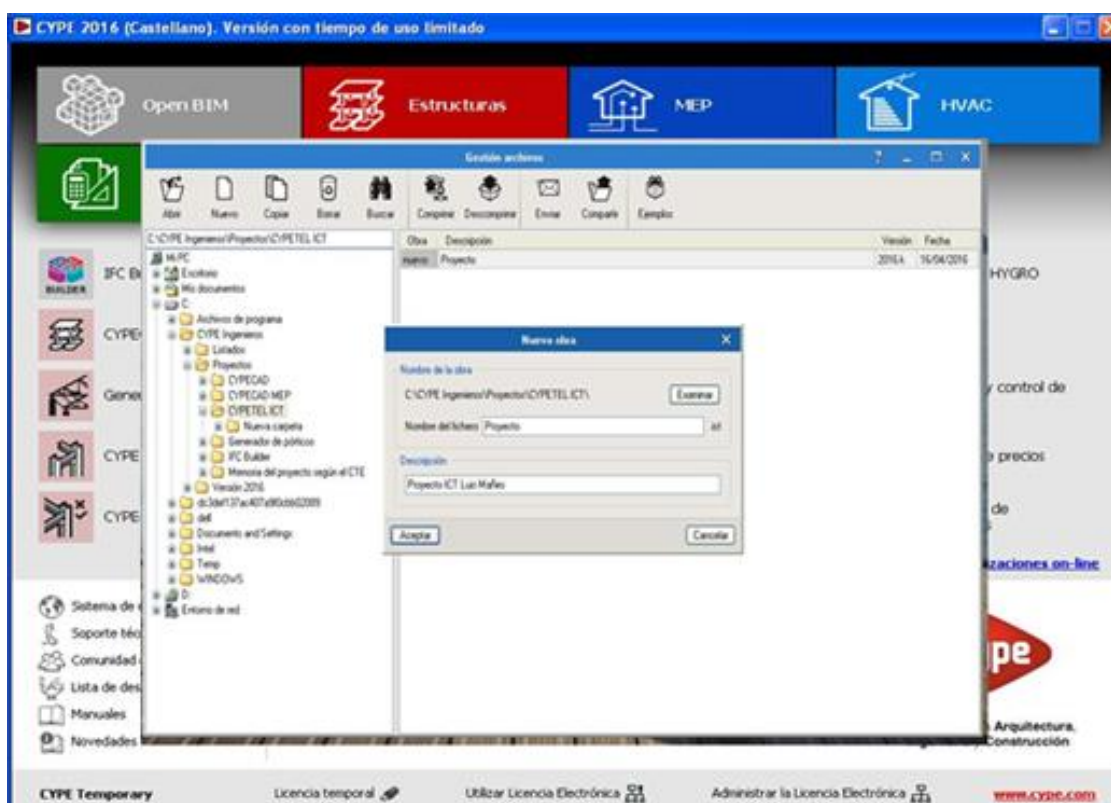 CYPE 2016 (Castellano). Versión con tiempo de uso limitado
Open BIM
Estructuras
MEP
HVAC
Gestión archivos
? - □ X
Abrir Nuevo Copiar Borrar Buscar Comprimir Descomprimir Enviar Compartir Ejemplos
C:\CYPE Ingenieros\Proyectos\CYPETEL ICT
Obra Descripción Versión Fecha
nuevo Proyecto 2016.k 16/04/2016
Mi PC
Escritorio
Mis documentos
C:
Archivos de programa
CYPE Ingenieros
Listados
Proyectos
CYPECAD
CYPECAD MEP
CYPETEL ICT
Nueva carpeta
Generador de pórticos
IFC Builder
Memoria del proyecto según el CTE
Versión 2016
dell
Documents and Settings
Intel
Temp
WINDOWS
D:
Entorno de red
Nueva obra X
Nombre de la obra
C:\CYPE Ingenieros\Proyectos\CYPETEL ICT\
Examinar
Nombre del fichero Proyecto .ict
Descripción
Proyecto ICT Luis Mañes
Aceptar
Cancelar
BUILDER
IFC B
CYPE
Gene
CYPE
CYPE
HYGRO
y control de
precios
de
zaciones on-line
Sistema de
Soporte téc
Comunidad
Lista de des
Manuales
Novedades
pe
Arquitectura,
Construcción
CYPE Temporary
Licencia temporal
Utilizar Licencia Electrónica
Administrar la Licencia Electrónica
www.cype.com